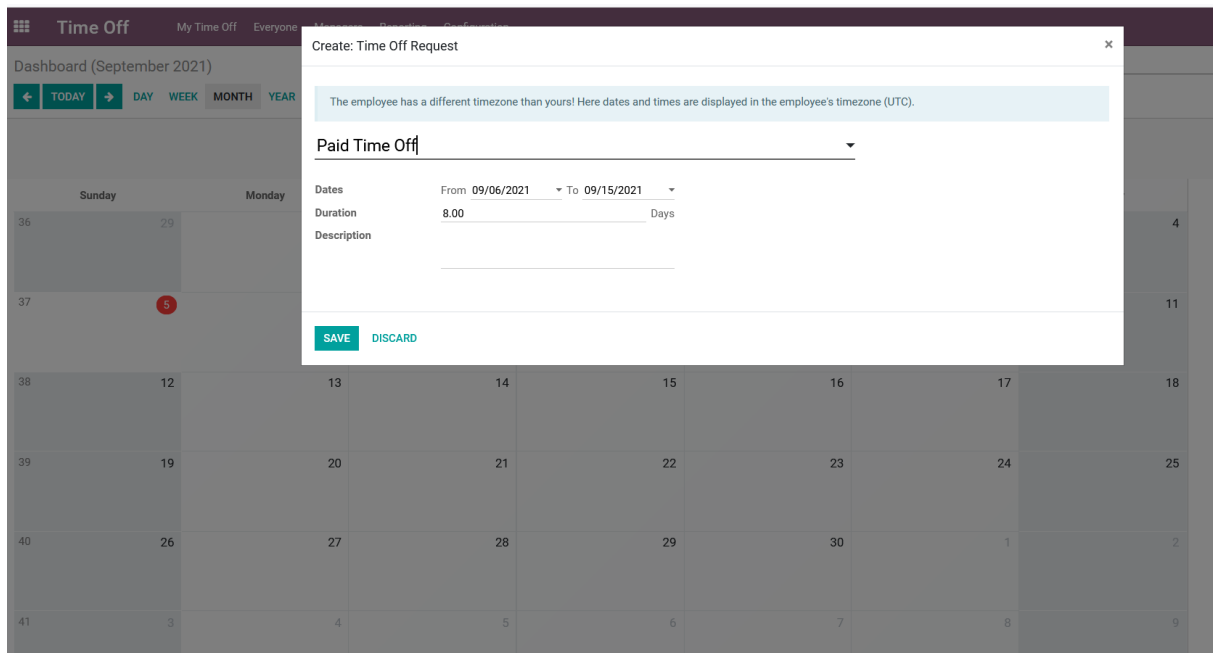 Time Off My Time Off Everyone Managers Reporting Configuration
Create: Time Off Request ×
Dashboard (September 2021)
TODAY DAY WEEK MONTH YEAR
The employee has a different timezone than yours! Here dates and times are displayed in the employee's timezone (UTC).
Paid Time Off
Dates From 09/06/2021 To 09/15/2021
Duration 8.00 Days
Description
SAVE DISCARD
Sunday Monday
36 29 4
37 5 11
38 12 13 14 15 16 17 18
39 19 20 21 22 23 24 25
40 26 27 28 29 30 1 2
41 3 4 5 6 7 8 9